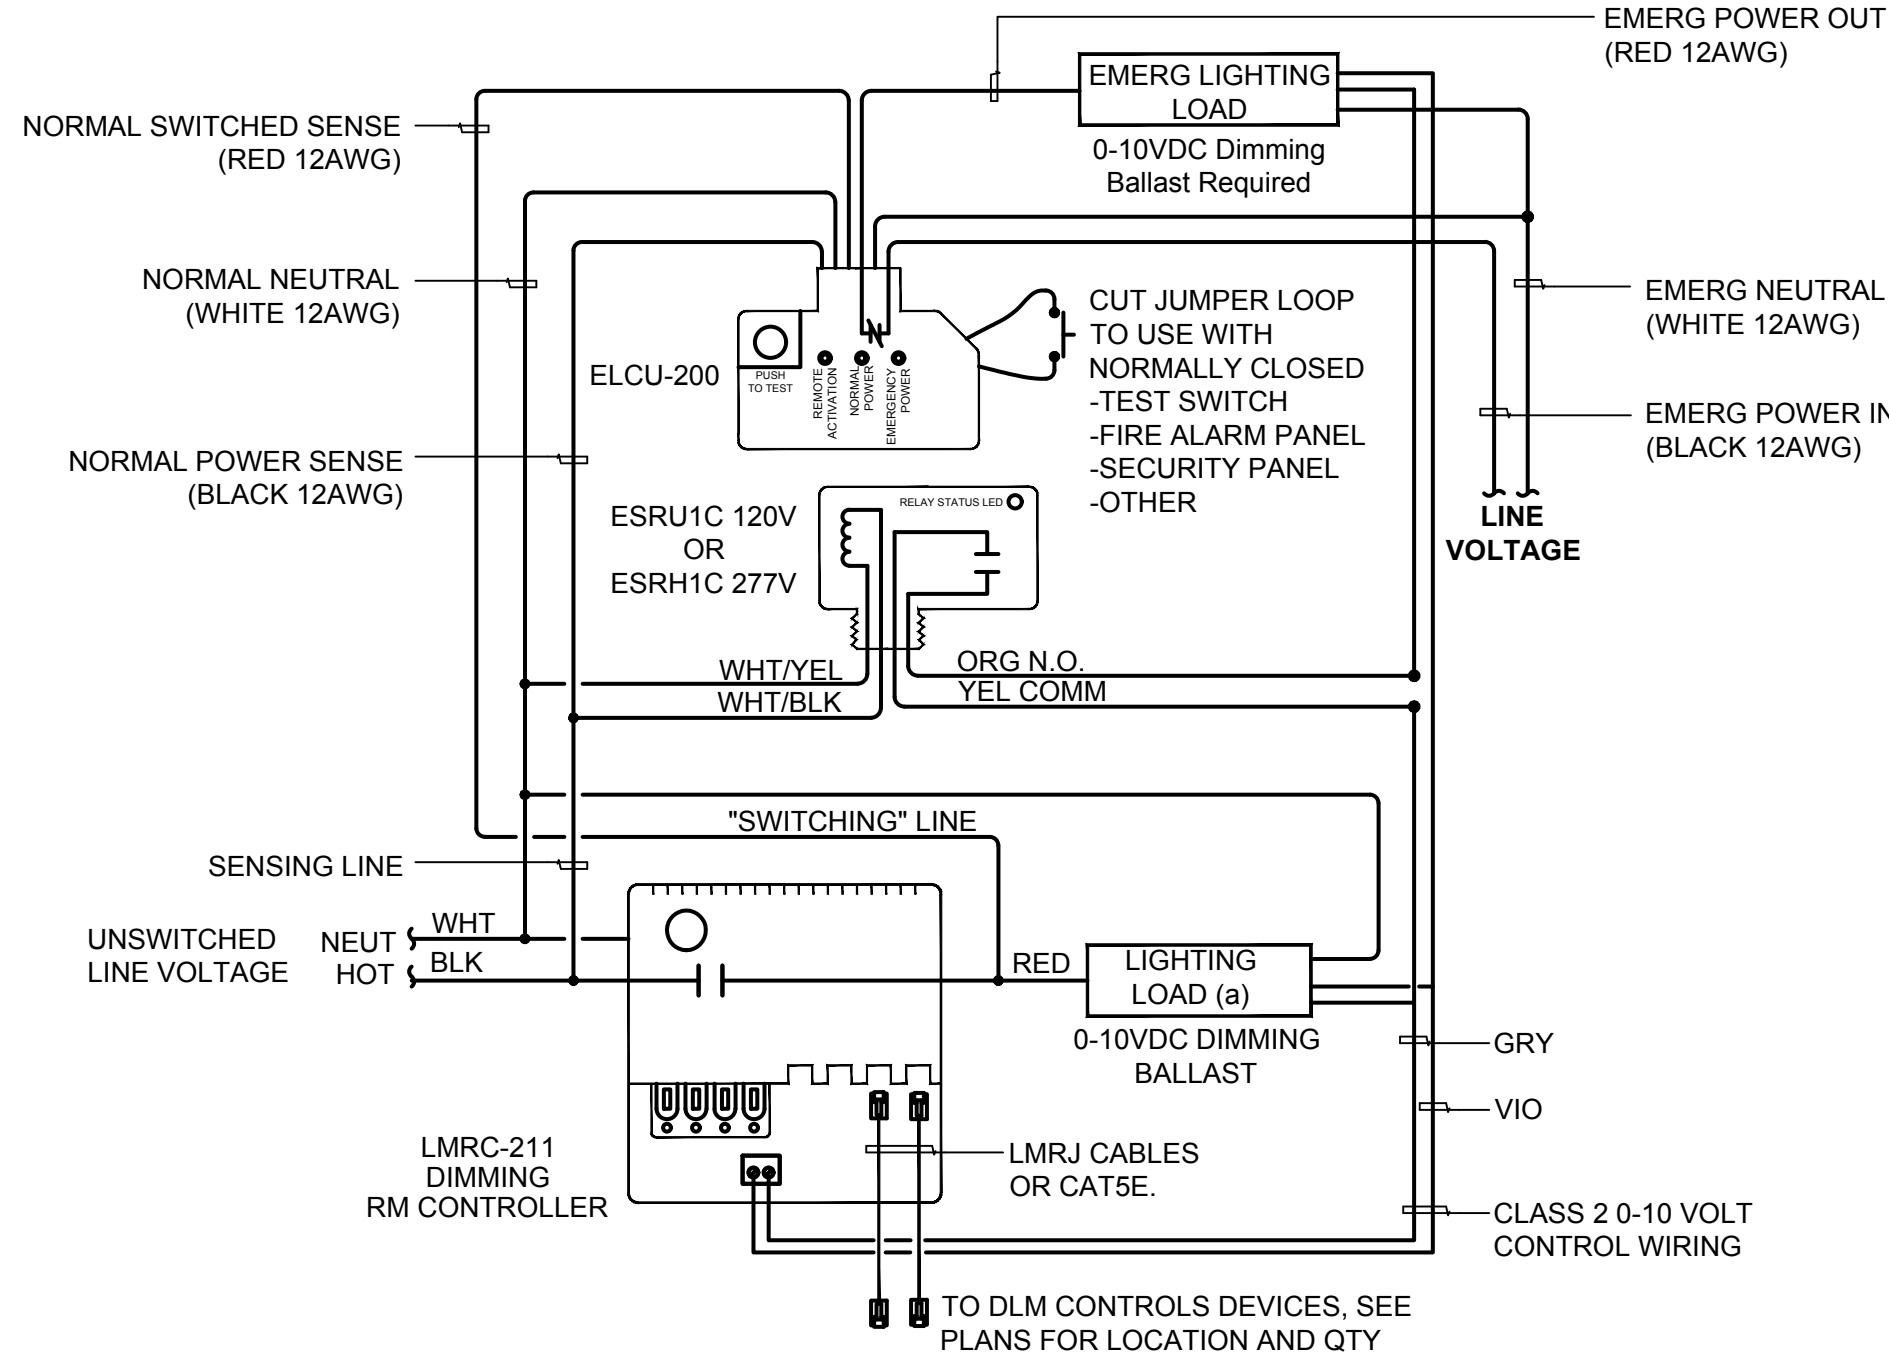 EMERG POWER OUT
(RED 12AWG)
EMERG LIGHTING
LOAD
0-10VDC Dimming
Ballast Required
NORMAL SWITCHED SENSE
(RED 12AWG)
NORMAL NEUTRAL
(WHITE 12AWG)
NORMAL POWER SENSE
(BLACK 12AWG)
ELCU-200
PUSH
TO TEST
REMOTE
ACTIVATION
NORMAL
POWER
EMERGENCY
POWER
CUT JUMPER LOOP
TO USE WITH
NORMALLY CLOSED
-TEST SWITCH
-FIRE ALARM PANEL
-SECURITY PANEL
-OTHER
EMERG NEUTRAL
(WHITE 12AWG)
EMERG POWER IN
(BLACK 12AWG)
LINE
VOLTAGE
ESRU1C 120V
OR
ESRH1C 277V
RELAY STATUS LED
WHT/YEL
WHT/BLK
ORG N.O.
YEL COMM
"SWITCHING" LINE
SENSING LINE
UNSWITCHED
LINE VOLTAGE
NEUT
HOT
WHT
BLK
RED
LIGHTING
LOAD (a)
0-10VDC DIMMING
BALLAST
GRY
VIO
LMRC-211
DIMMING
RM CONTROLLER
LMRJ CABLES
OR CAT5E.
CLASS 2 0-10 VOLT
CONTROL WIRING
TO DLM CONTROLS DEVICES, SEE
PLANS FOR LOCATION AND QTY